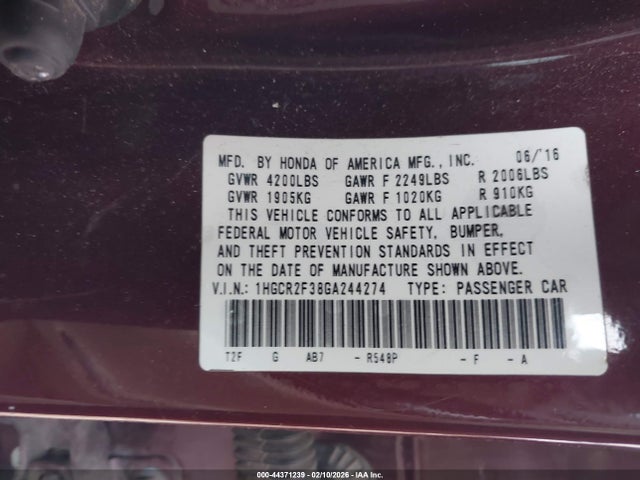 MFD. BY HONDA OF AMERICA MFG., INC. 06/'16
GVWR 4200LBS GAWR F 2249LBS R 2006LBS
GVWR 1905KG GAWR F 1020KG R 910KG
THIS VEHICLE CONFORMS TO ALL APPLICABLE
FEDERAL MOTOR VEHICLE SAFETY, BUMPER,
AND THEFT PREVENTION STANDARDS IN EFFECT
ON THE DATE OF MANUFACTURE SHOWN ABOVE.
V.I.N.: 1HGCR2F38GA244274 TYPE: PASSENGER CAR
T2F G AB7 - R548P - F - A
000-44371239 - 02/10/2026 - IAA Inc.